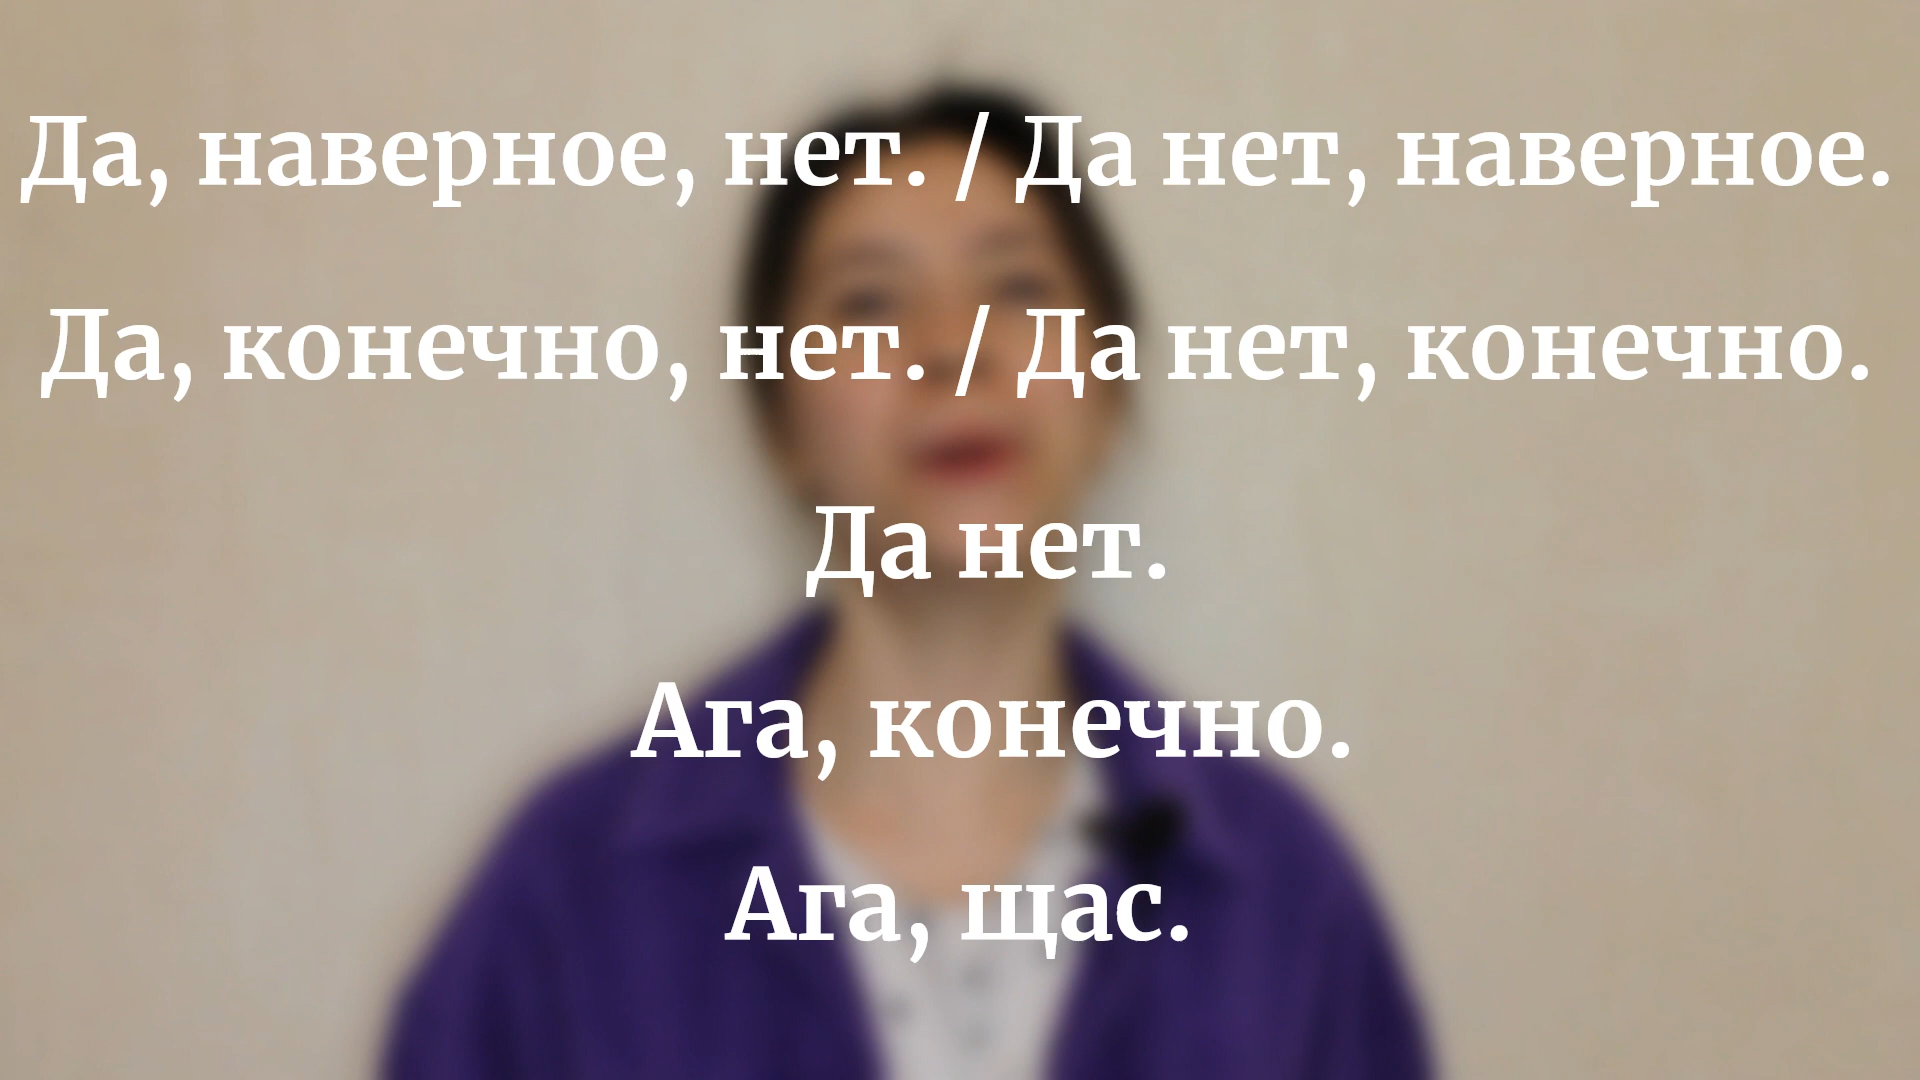 Да, наверное, нет. / Да нет, наверное.
Да, конечно, нет. / Да нет, конечно.
Да нет.
Ага, конечно.
Ага, щас.